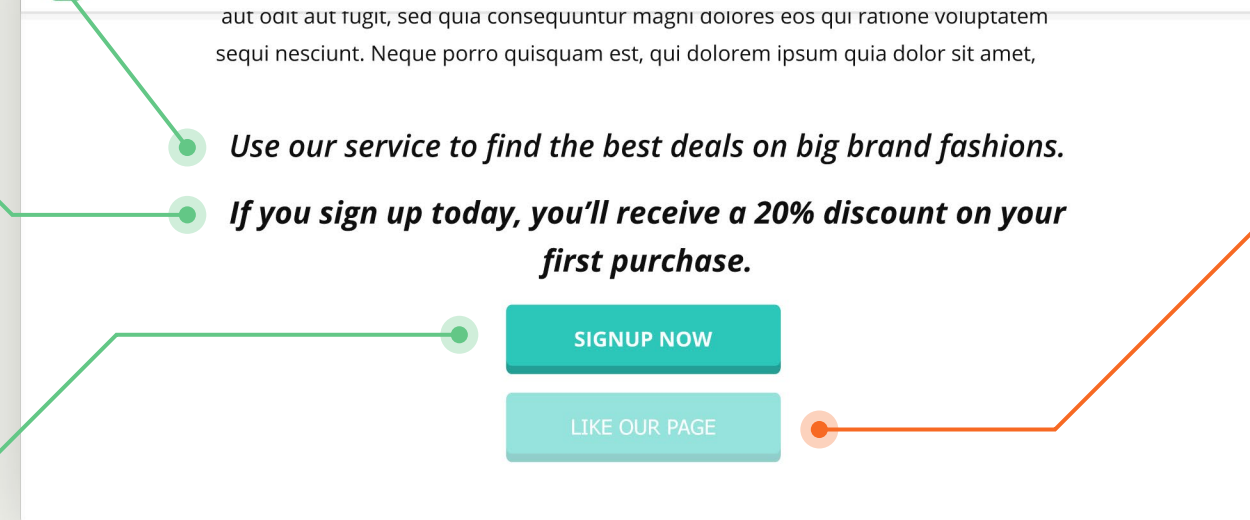 aut odit aut fugit, sed quia consequuntur magni dolores eos qui ratione voluptatem
sequi nesciunt. Neque porro quisquam est, qui dolorem ipsum quia dolor sit amet,
Use our service to find the best deals on big brand fashions.
If you sign up today, you’ll receive a 20% discount on your
first purchase.
SIGNUP NOW
LIKE OUR PAGE